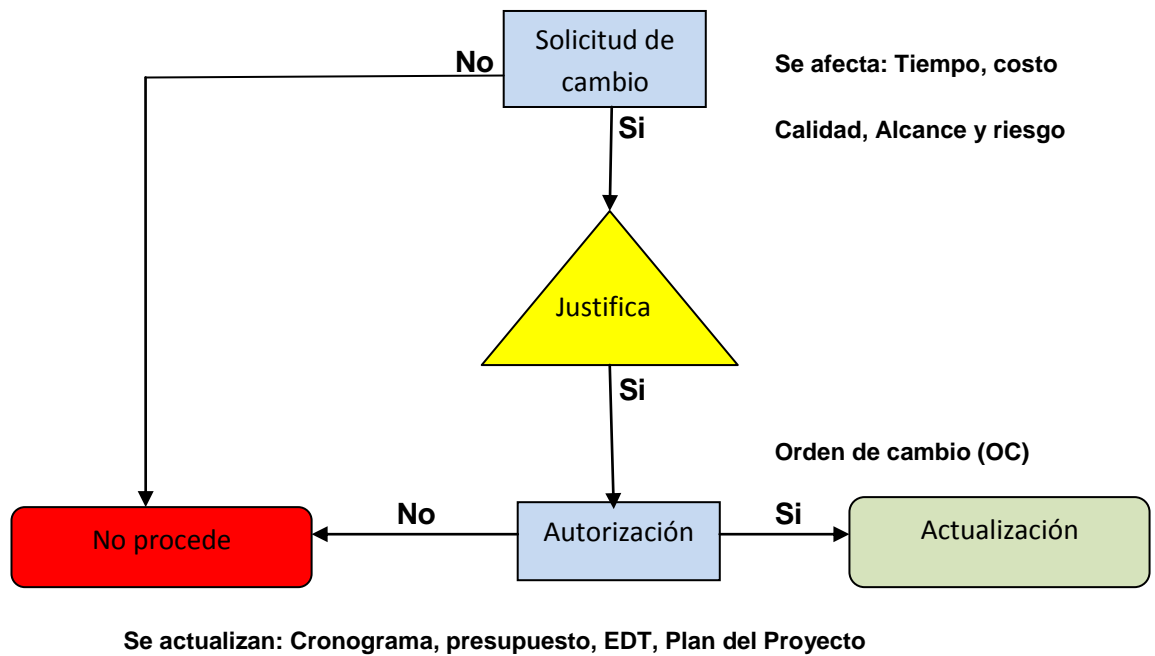 Solicitud de
cambio
No
Se afecta: Tiempo, costo
Si
Calidad, Alcance y riesgo
Justifica
Si
Orden de cambio (OC)
No procede
No
Autorización
Si
Actualización
Se actualizan: Cronograma, presupuesto, EDT, Plan del Proyecto